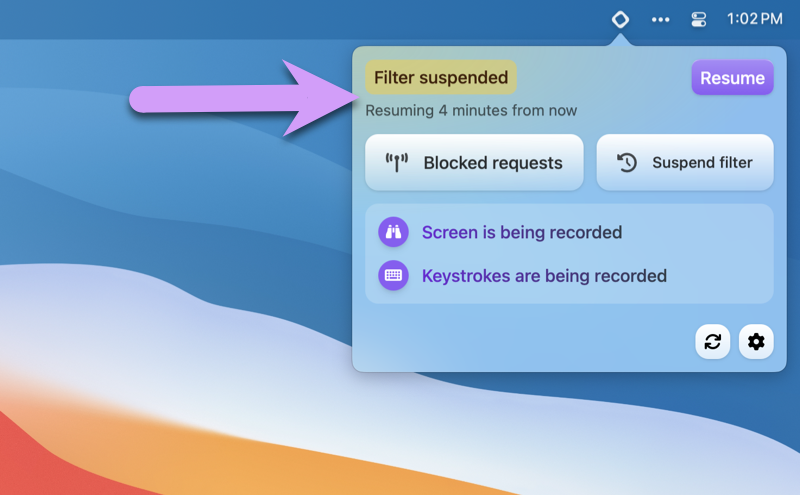 1:02 PM
Filter suspended
Resume
Resuming 4 minutes from now
Blocked requests
Suspend filter
Screen is being recorded
Keystrokes are being recorded